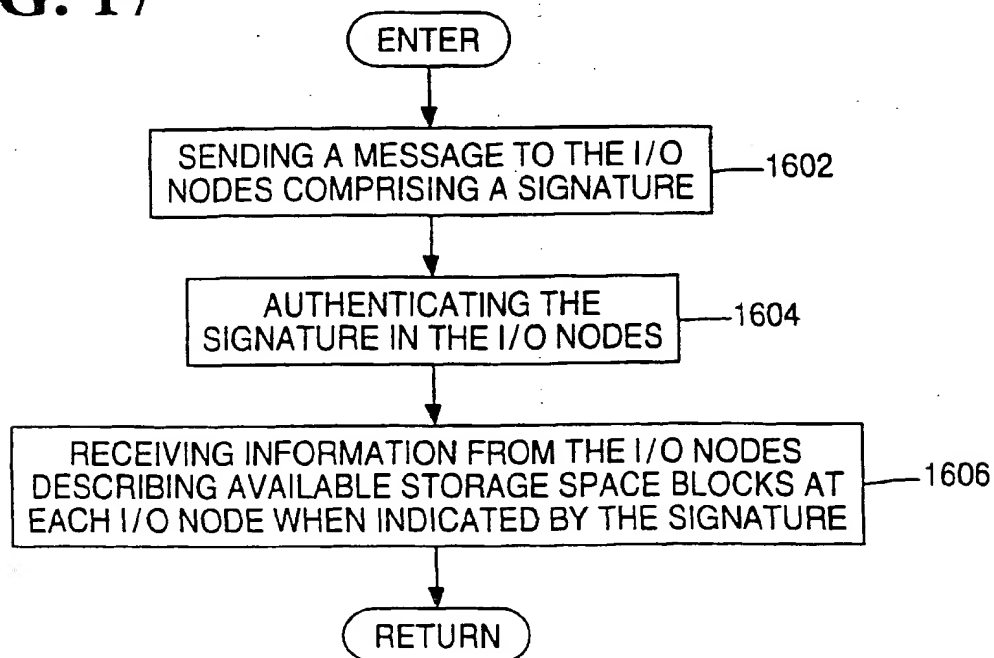 G. 17
ENTER
SENDING A MESSAGE TO THE I/O
NODES COMPRISING A SIGNATURE
1602
AUTHENTICATING THE
SIGNATURE IN THE I/O NODES
1604
RECEIVING INFORMATION FROM THE I/O NODES
DESCRIBING AVAILABLE STORAGE SPACE BLOCKS AT
EACH I/O NODE WHEN INDICATED BY THE SIGNATURE
1606
RETURN